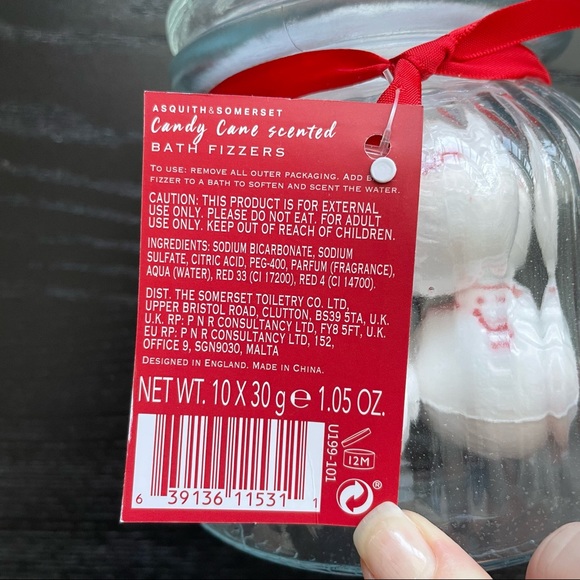 ASQUITH&SOMERSET
Candy Cane scented
BATH FIZZERS
TO USE: REMOVE ALL OUTER PACKAGING. ADD
FIZZER TO A BATH TO SOFTEN AND SCENT THE WATER.
CAUTION: THIS PRODUCT IS FOR EXTERNAL
USE ONLY. PLEASE DO NOT EAT. FOR ADULT
USE ONLY. KEEP OUT OF REACH OF CHILDREN.
INGREDIENTS: SODIUM BICARBONATE, SODIUM
SULFATE, CITRIC ACID, PEG-400, PARFUM (FRAGRANCE),
AQUA (WATER), RED 33 (CI 17200), RED 4 (CI 14700).
DIST. THE SOMERSET TOILETRY CO. LTD,
UPPER BRISTOL ROAD, CLUTTON, BS39 5TA, U.K.
U.K. RP: P N R CONSULTANCY LTD, FY8 5FT, U.K.
EU RP: P N R CONSULTANCY LTD, 152,
OFFICE 9, SGN9030, MALTA
DESIGNED IN ENGLAND. MADE IN CHINA.
NET WT. 10 X 30 g e 1.05 OZ.
6 39136 11531 1
U199-101
12M
®